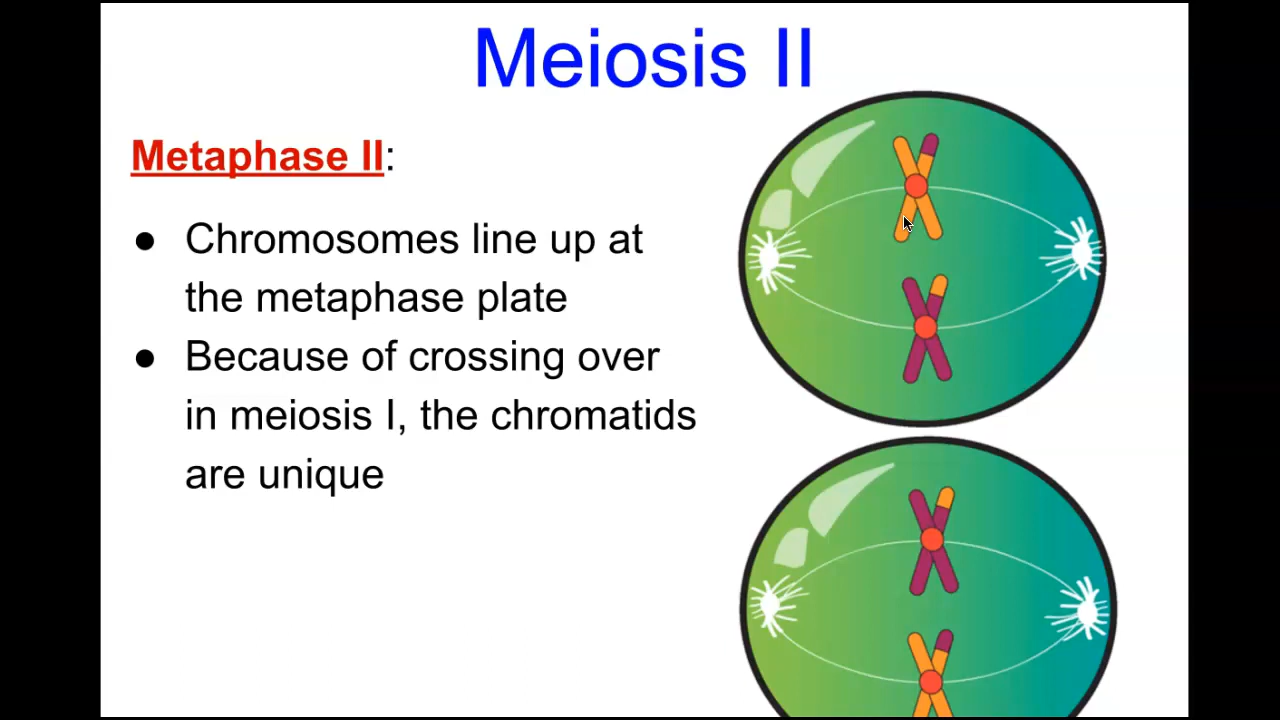 Meiosis II
Metaphase II:
● Chromosomes line up at
the metaphase plate
● Because of crossing over
in meiosis I, the chromatids
are unique